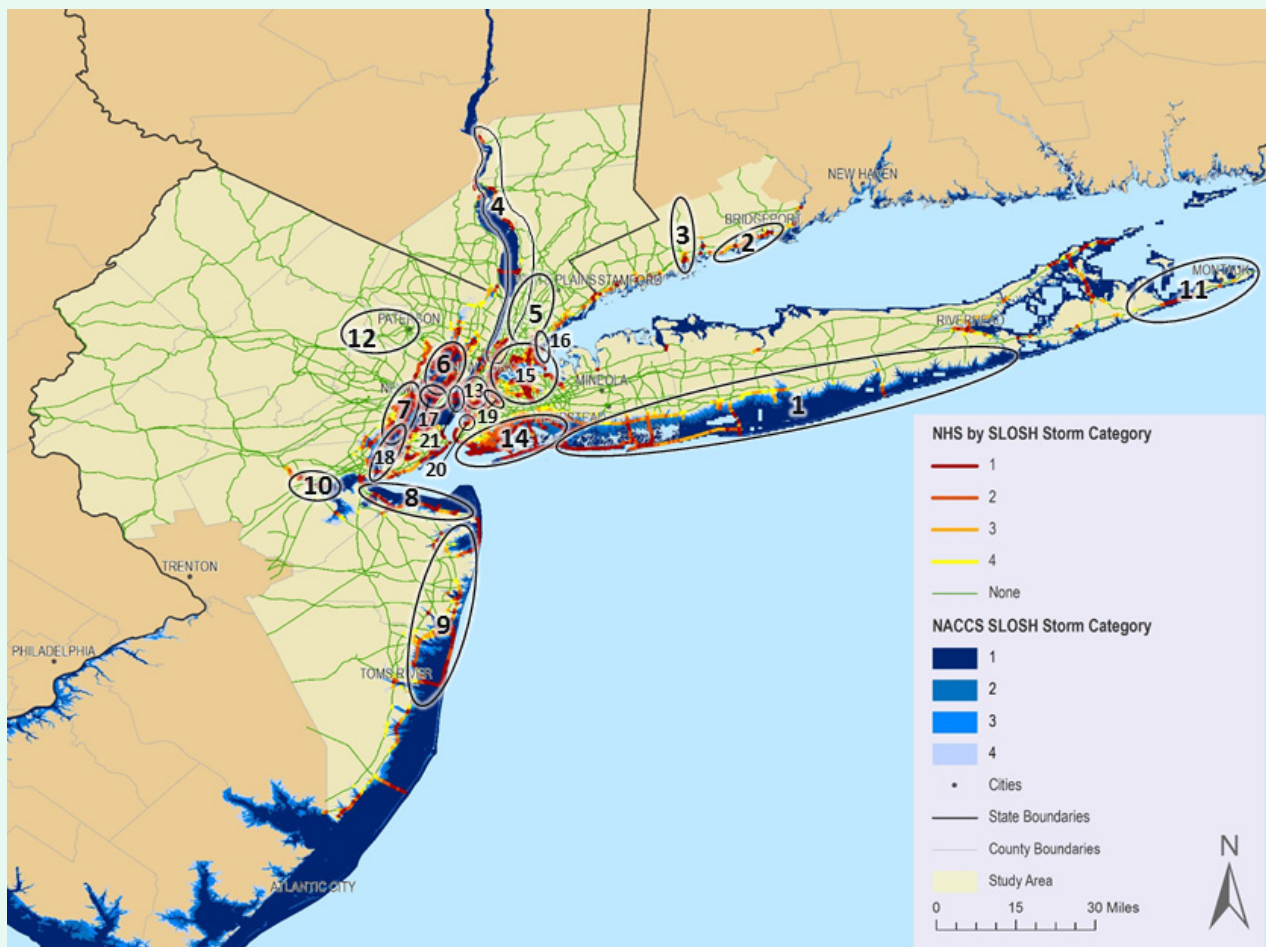 NEW HAVEN
4
BRIDGEPORT
3
2
PLAINS STAMFORD
MONTAUK
11
5
PATERSON
12
RIVERHEAD
16
6
15
MINEOLA
13
7
17
19
1
14
21
18
20
10
8
TRENTON
9
PHILADELPHIA
TOMS RIVER
ATLANTIC CITY
NHS by SLOSH Storm Category
1
2
3
4
None
NACCS SLOSH Storm Category
1
2
3
4
Cities
State Boundaries
County Boundaries
Study Area
N
0 15 30 Miles